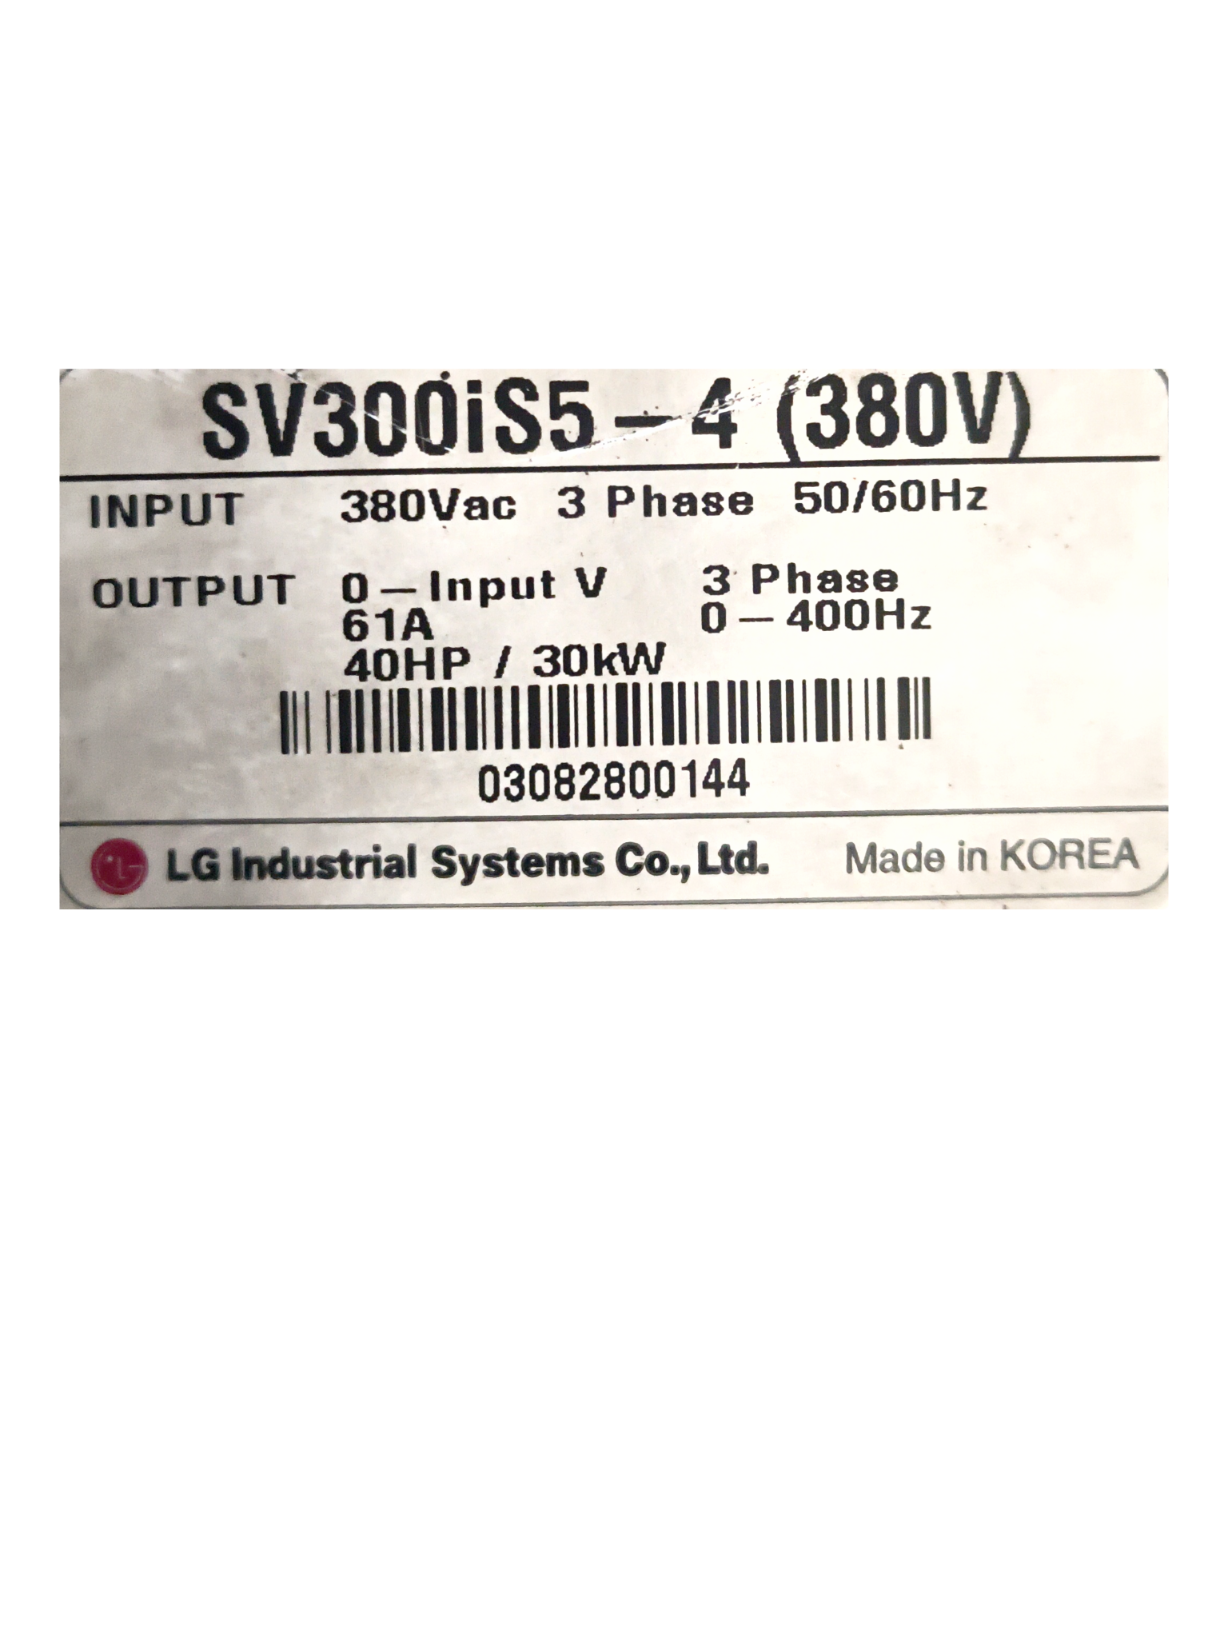 SV300iS5-4 (380V)
INPUT 380Vac 3 Phase 50/60Hz
OUTPUT 0-Input V 3 Phase
61A 0-400Hz
40HP / 30kW
03082800144
LG LG Industrial Systems Co., Ltd. Made in KOREA